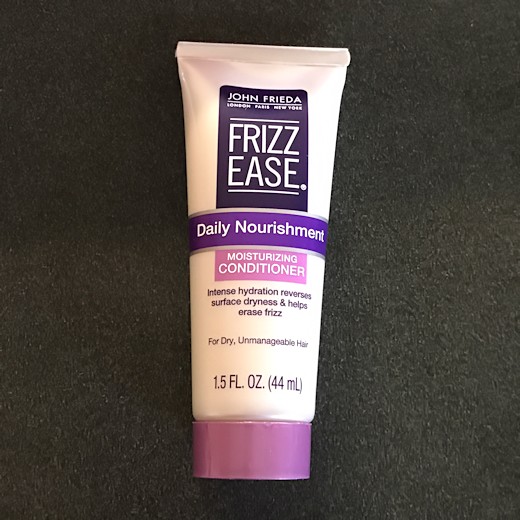 JOHN FRIEDA
LONDON PARIS NEW YORK
FRIZZ
EASE®
Daily Nourishment
MOISTURIZING
CONDITIONER
Intense hydration reverses
surface dryness & helps
erase frizz
For Dry, Unmanageable Hair
1.5 FL. OZ. (44 mL)